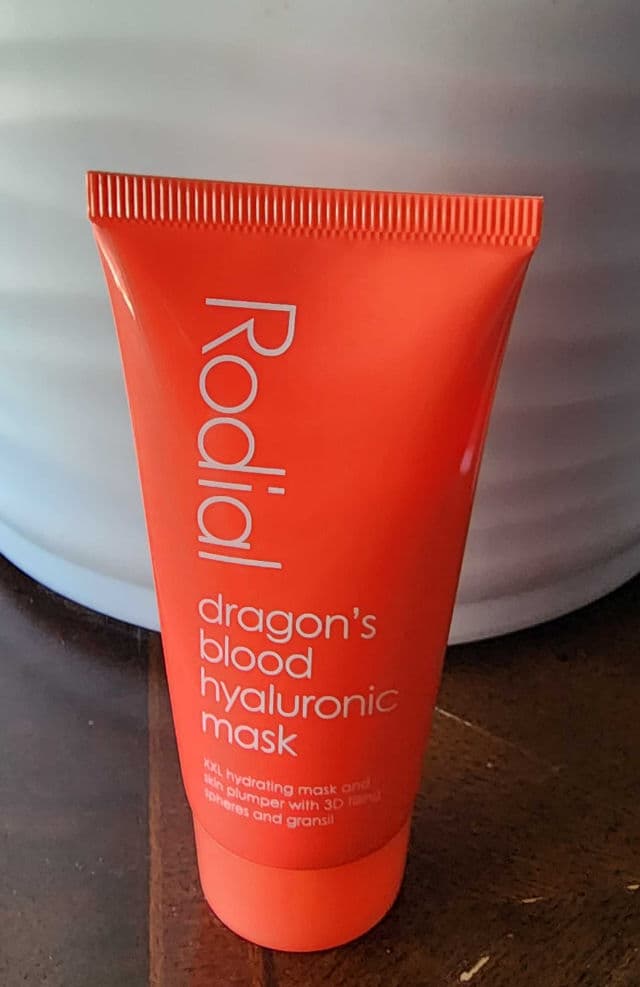 Rodial
dragon's
blood
hyaluronic
mask
XXL hydrating mask and
skin plumper with 3D filling
spheres and gransil